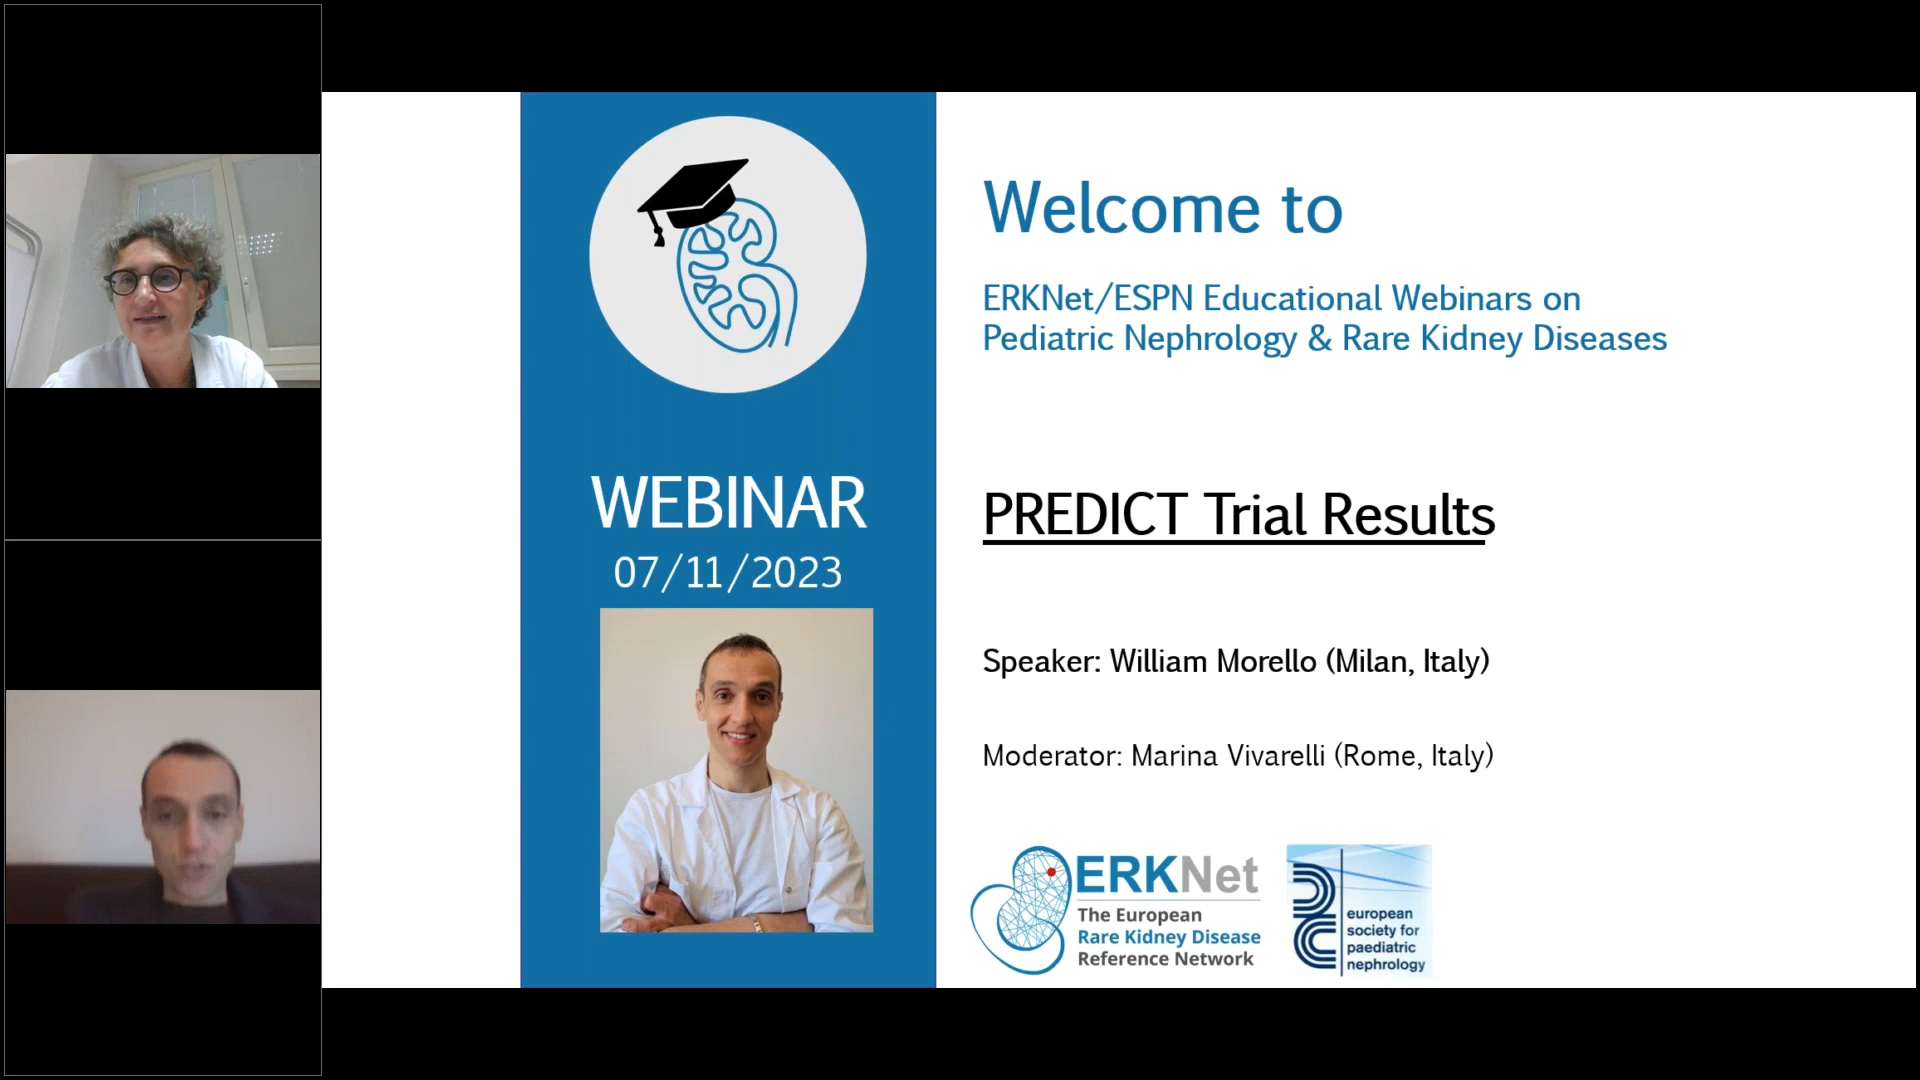 WEBINAR
07/11/2023
Welcome to
ERKNet/ESPN Educational Webinars on
Pediatric Nephrology & Rare Kidney Diseases
PREDICT Trial Results
Speaker: William Morello (Milan, Italy)
Moderator: Marina Vivarelli (Rome, Italy)
ERKNet
The European
Rare Kidney Disease
Reference Network
european
society for
paediatric
nephrology